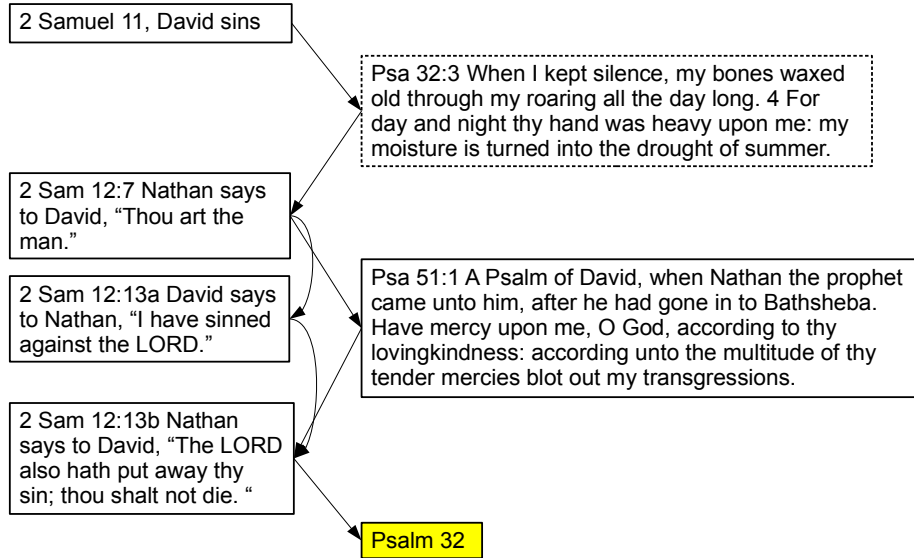 2 Samuel 11, David sins
Psa 32:3 When I kept silence, my bones waxed
old through my roaring all the day long. 4 For
day and night thy hand was heavy upon me: my
moisture is turned into the drought of summer.
2 Sam 12:7 Nathan says
to David, “Thou art the
man.”
2 Sam 12:13a David says
to Nathan, “I have sinned
against the LORD.”
Psa 51:1 A Psalm of David, when Nathan the prophet
came unto him, after he had gone in to Bathsheba.
Have mercy upon me, O God, according to thy
lovingkindness: according unto the multitude of thy
tender mercies blot out my transgressions.
2 Sam 12:13b Nathan
says to David, “The LORD
also hath put away thy
sin; thou shalt not die. “
Psalm 32